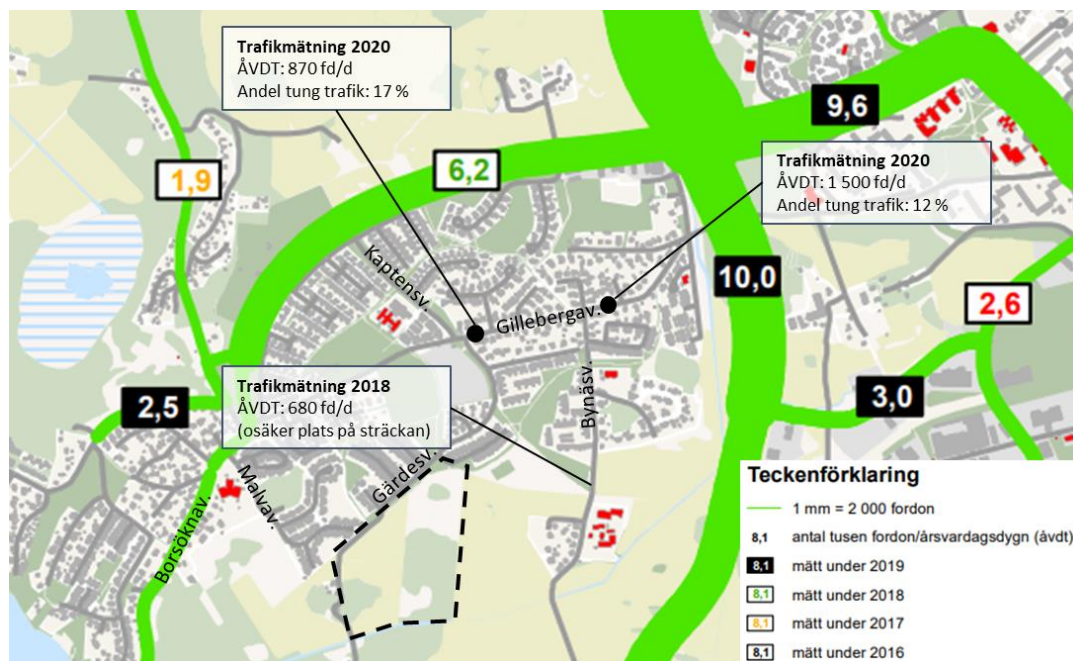 Trafikmätning 2020
ÅVDT: 870 fd/d
Andel tung trafik: 17 %
9,6
6,2
Trafikmätning 2020
ÅVDT: 1 500 fd/d
Andel tung trafik: 12 %
1,9
Kaptensv.
10,0
Gillebergav.
2,6
Trafikmätning 2018
ÅVDT: 680 fd/d
(osäker plats på sträckan)
Bynäsv.
2,5
3,0
Gärdesv.
Malvav.
Borsöknav.
Teckenförklaring
1 mm = 2 000 fordon
8,1 antal tusen fordon/årsvardagsdygn (åvdt)
8,1 mätt under 2019
8,1 mätt under 2018
8,1 mätt under 2017
8,1 mätt under 2016